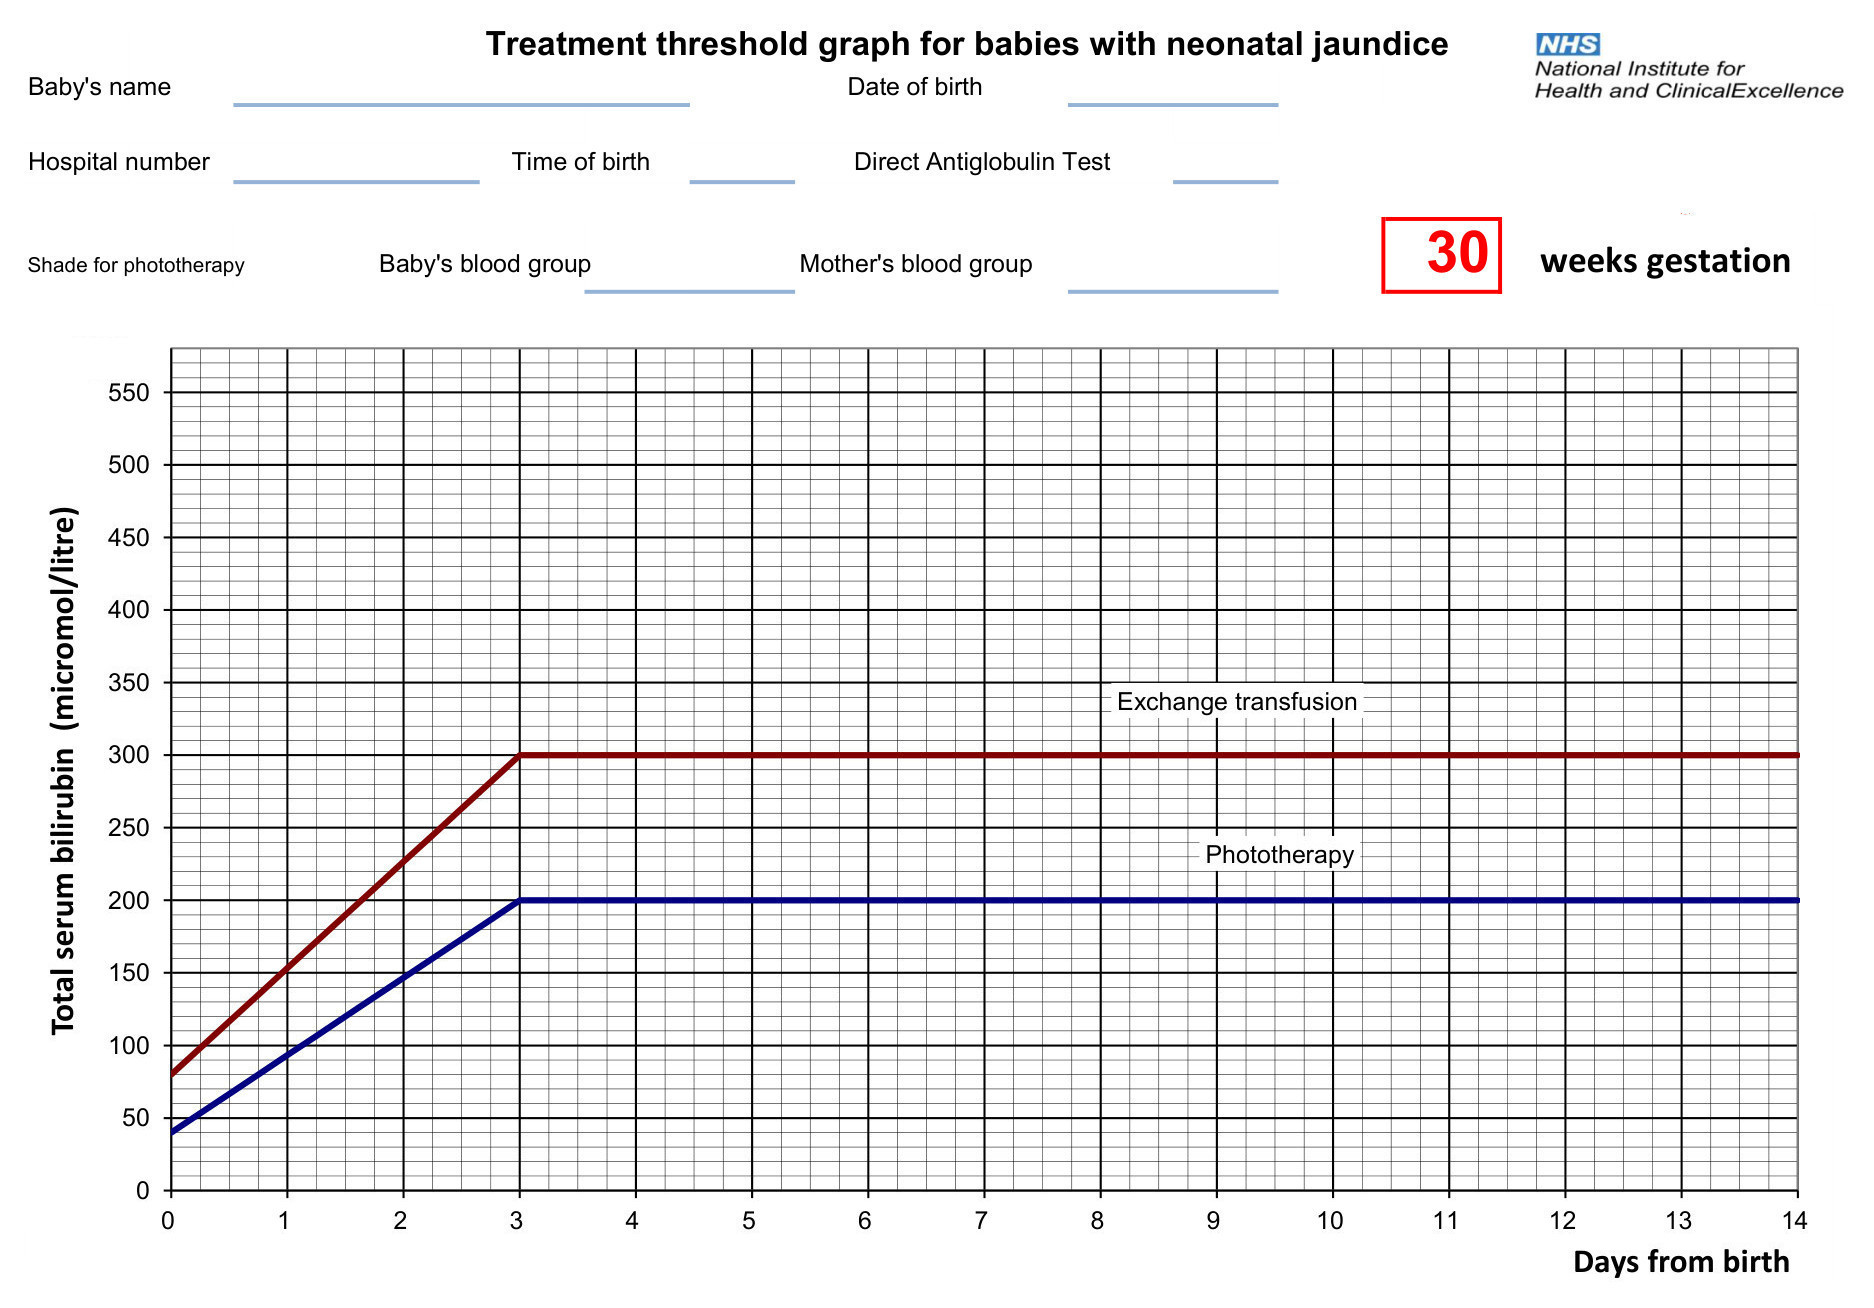 Treatment threshold graph for babies with neonatal jaundice
NHS
National Institute for
Health and ClinicalExcellence
Baby's name
Date of birth
Hospital number
Time of birth
Direct Antiglobulin Test
Shade for phototherapy
Baby's blood group
Mother's blood group
30
weeks gestation
Total serum bilirubin (micromol/litre)
550
500
450
400
350
300
250
200
150
100
50
0
Exchange transfusion
Phototherapy
0 1 2 3 4 5 6 7 8 9 10 11 12 13 14
Days from birth